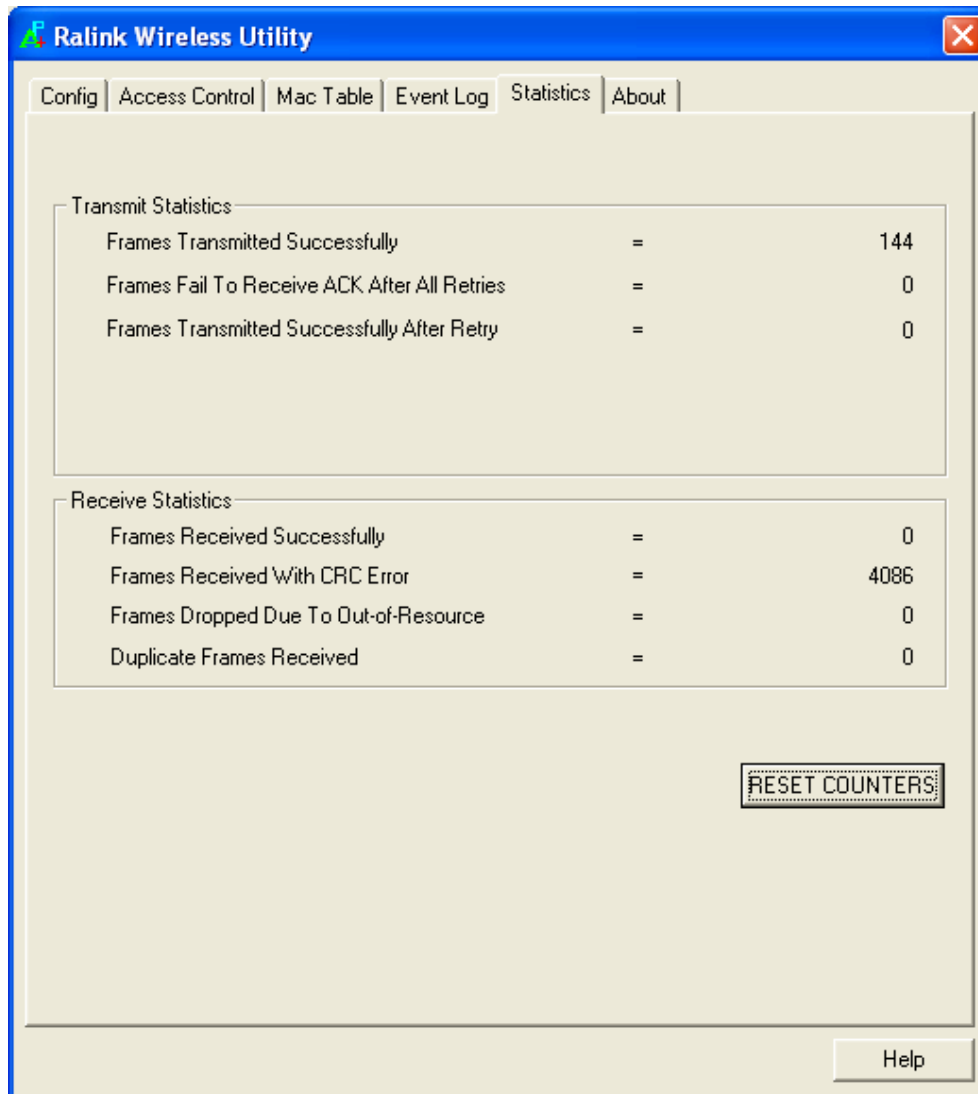 Ralink Wireless Utility
Config Access Control Mac Table Event Log Statistics About
Transmit Statistics
Frames Transmitted Successfully = 144
Frames Fail To Receive ACK After All Retries = 0
Frames Transmitted Successfully After Retry = 0
Receive Statistics
Frames Received Successfully = 0
Frames Received With CRC Error = 4086
Frames Dropped Due To Out-of-Resource = 0
Duplicate Frames Received = 0
RESET COUNTERS
Help